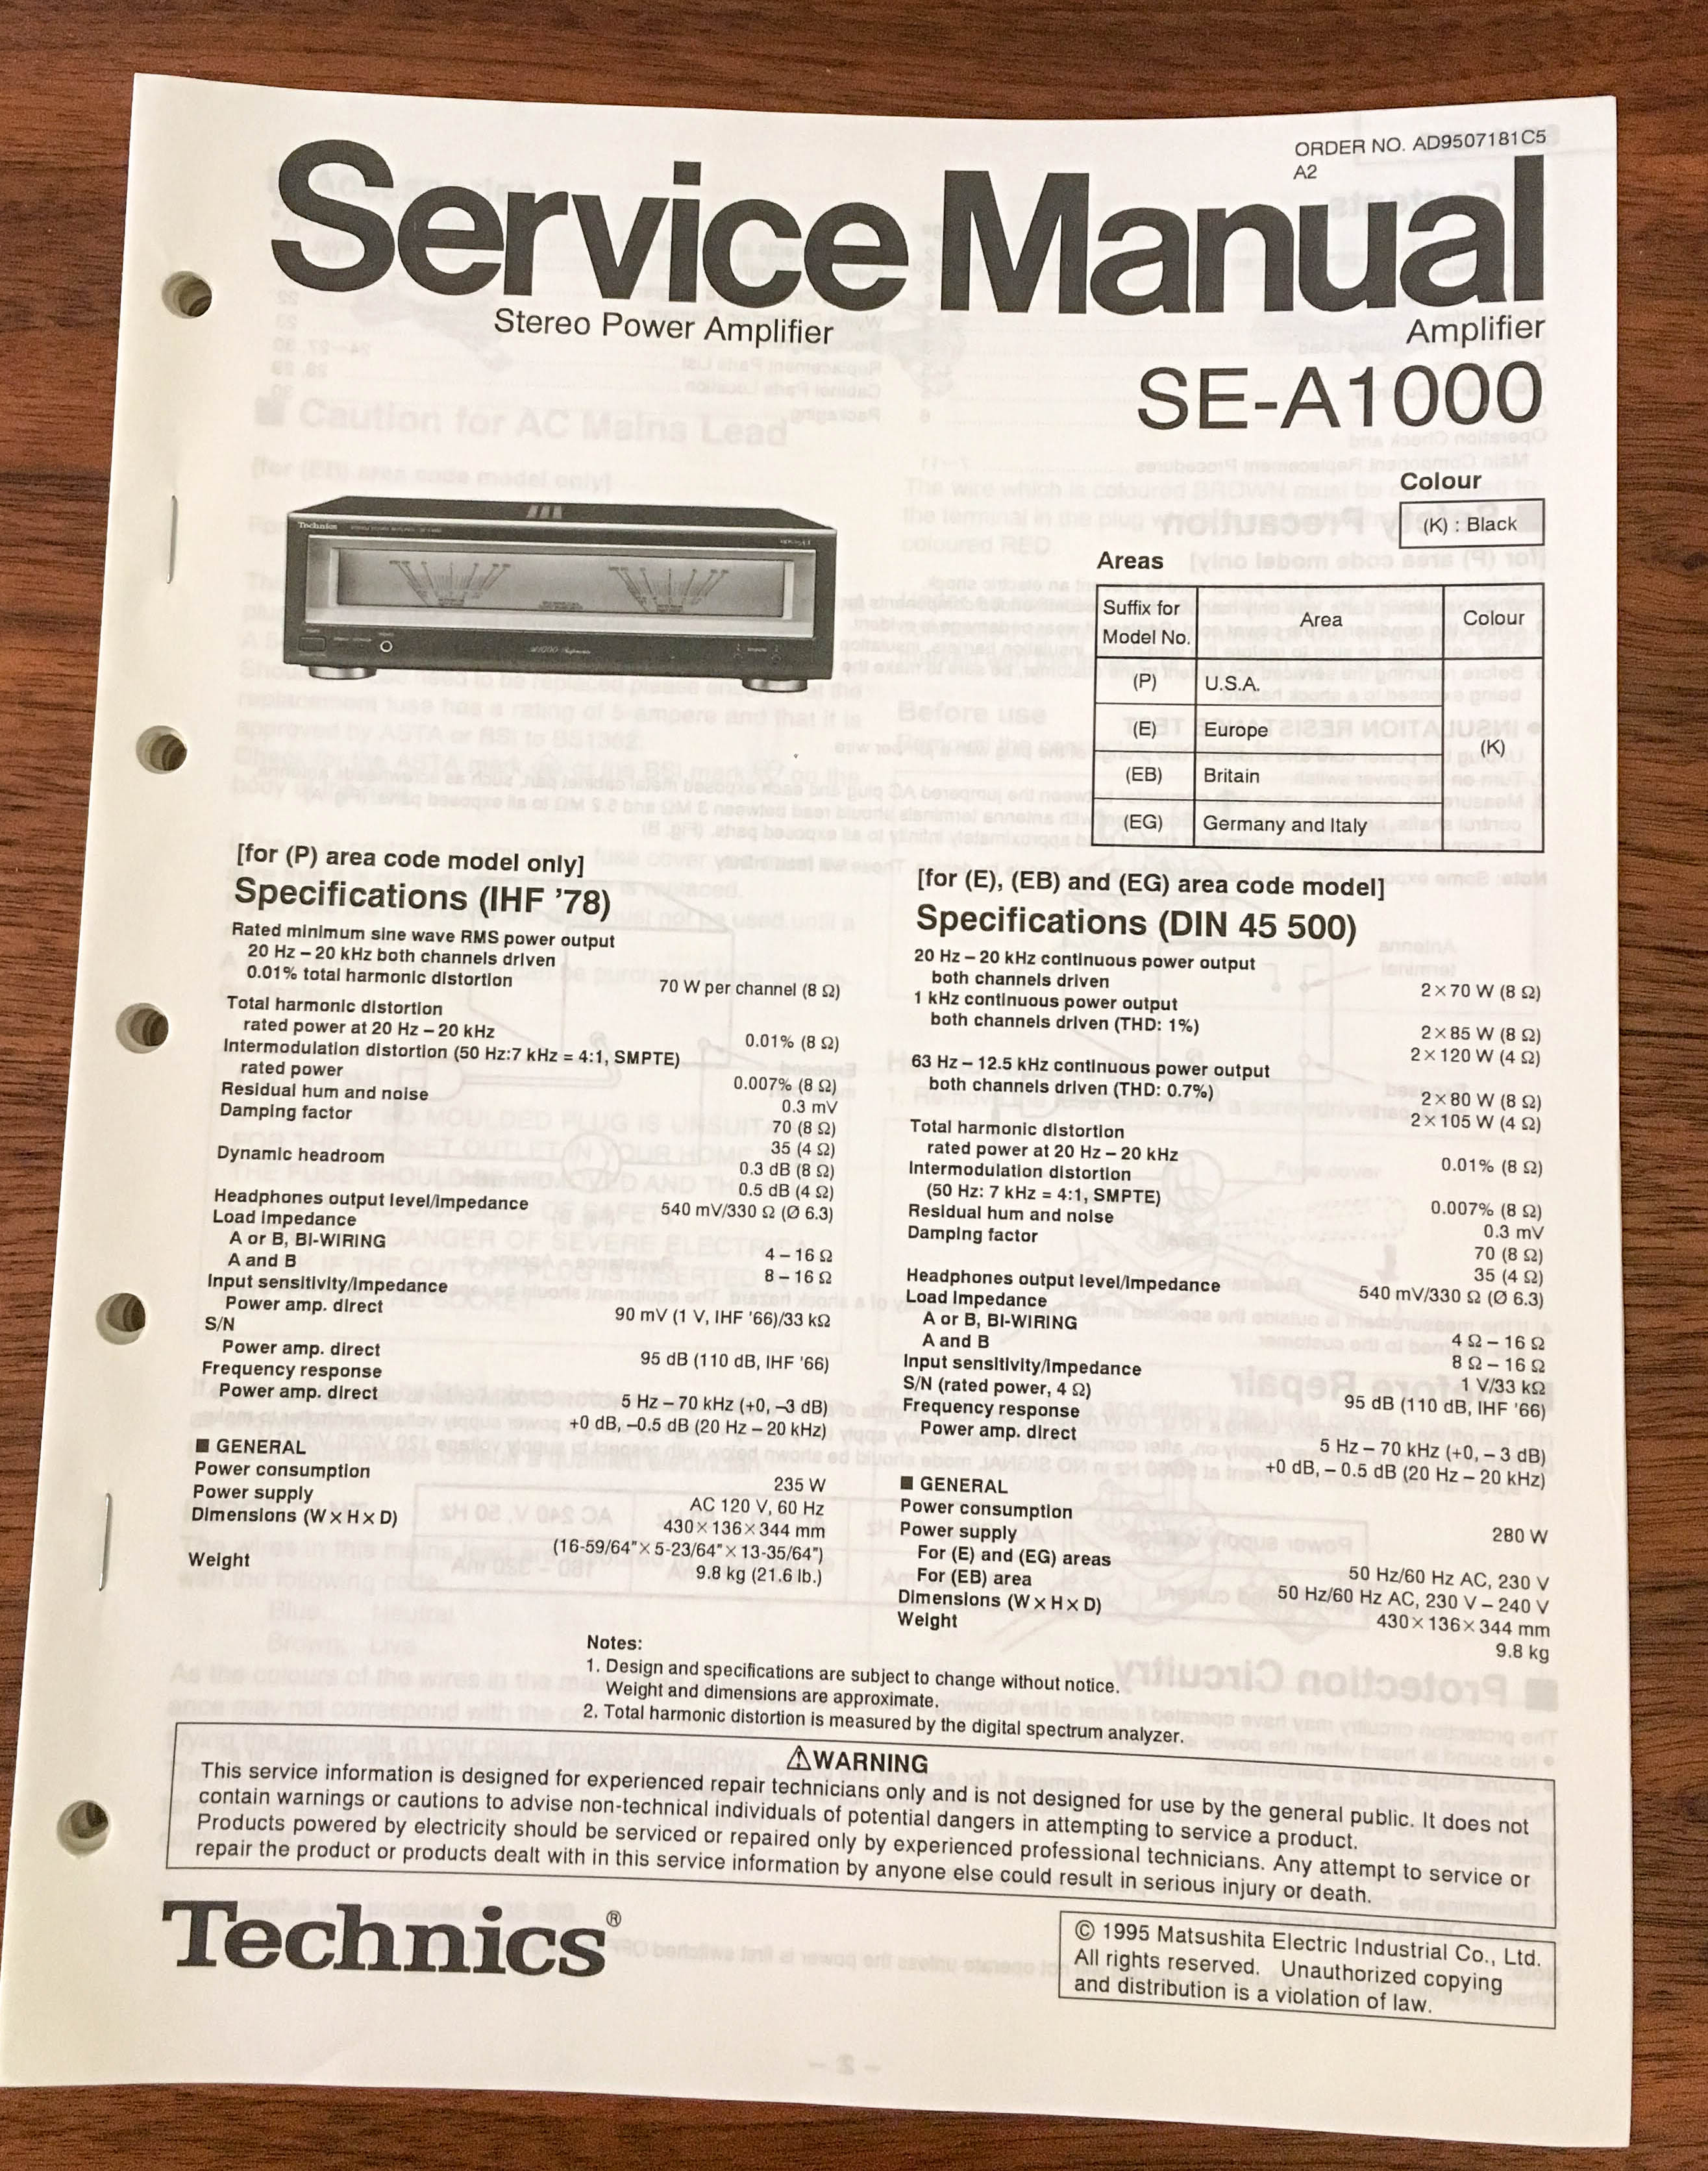 ORDER NO. AD9507181C5
A2
Service Manual
Stereo Power Amplifier
Amplifier
SE-A1000
Colour
(K) : Black
Technics
Areas
Suffix for Model No.
Area
Colour
(P)
U.S.A.
(E)
Europe
(EB)
Britain
(EG)
Germany and Italy
(K)
[for (P) area code model only]
Specifications (IHF '78)
Rated minimum sine wave RMS power output
20 Hz – 20 kHz both channels driven
0.01% total harmonic distortion
70 W per channel (8 Ω)
Total harmonic distortion
rated power at 20 Hz – 20 kHz
0.01% (8 Ω)
Intermodulation distortion (50 Hz:7 kHz = 4:1, SMPTE)
rated power
0.007% (8 Ω)
Residual hum and noise
0.3 mV
Damping factor
70 (8 Ω)
35 (4 Ω)
Dynamic headroom
0.3 dB (8 Ω)
0.5 dB (4 Ω)
Headphones output level/impedance
540 mV/330 Ω (Ø 6.3)
Load impedance
A or B, BI-WIRING
4 – 16 Ω
A and B
8 – 16 Ω
Input sensitivity/impedance
Power amp. direct
90 mV (1 V, IHF '66)/33 kΩ
S/N
Power amp. direct
95 dB (110 dB, IHF '66)
Frequency response
Power amp. direct
5 Hz – 70 kHz (+0, –3 dB)
+0 dB, –0.5 dB (20 Hz – 20 kHz)
■ GENERAL
Power consumption
235 W
Power supply
AC 120 V, 60 Hz
Dimensions (W × H × D)
430 × 136 × 344 mm
(16-59/64" × 5-23/64" × 13-35/64")
Weight
9.8 kg (21.6 lb.)
[for (E), (EB) and (EG) area code model]
Specifications (DIN 45 500)
20 Hz – 20 kHz continuous power output
both channels driven
2 × 70 W (8 Ω)
1 kHz continuous power output
both channels driven (THD: 1%)
2 × 85 W (8 Ω)
2 × 120 W (4 Ω)
63 Hz – 12.5 kHz continuous power output
both channels driven (THD: 0.7%)
2 × 80 W (8 Ω)
2 × 105 W (4 Ω)
Total harmonic distortion
rated power at 20 Hz – 20 kHz
0.01% (8 Ω)
Intermodulation distortion
(50 Hz: 7 kHz = 4:1, SMPTE)
0.007% (8 Ω)
Residual hum and noise
0.3 mV
Damping factor
70 (8 Ω)
35 (4 Ω)
Headphones output level/impedance
540 mV/330 Ω (Ø 6.3)
Load impedance
A or B, BI-WIRING
4 Ω – 16 Ω
A and B
8 Ω – 16 Ω
Input sensitivity/impedance
1 V/33 kΩ
S/N (rated power, 4 Ω)
95 dB (110 dB, IHF '66)
Frequency response
Power amp. direct
5 Hz – 70 kHz (+0, – 3 dB)
+0 dB, – 0.5 dB (20 Hz – 20 kHz)
■ GENERAL
Power consumption
280 W
Power supply
For (E) and (EG) areas
50 Hz/60 Hz AC, 230 V
For (EB) area
50 Hz/60 Hz AC, 230 V – 240 V
Dimensions (W × H × D)
430 × 136 × 344 mm
Weight
9.8 kg
Notes:
1. Design and specifications are subject to change without notice.
Weight and dimensions are approximate.
2. Total harmonic distortion is measured by the digital spectrum analyzer.
⚠WARNING
This service information is designed for experienced repair technicians only and is not designed for use by the general public. It does not
contain warnings or cautions to advise non-technical individuals of potential dangers in attempting to service a product.
Products powered by electricity should be serviced or repaired only by experienced professional technicians. Any attempt to service or
repair the product or products dealt with in this service information by anyone else could result in serious injury or death.
Technics®
© 1995 Matsushita Electric Industrial Co., Ltd.
All rights reserved. Unauthorized copying
and distribution is a violation of law.